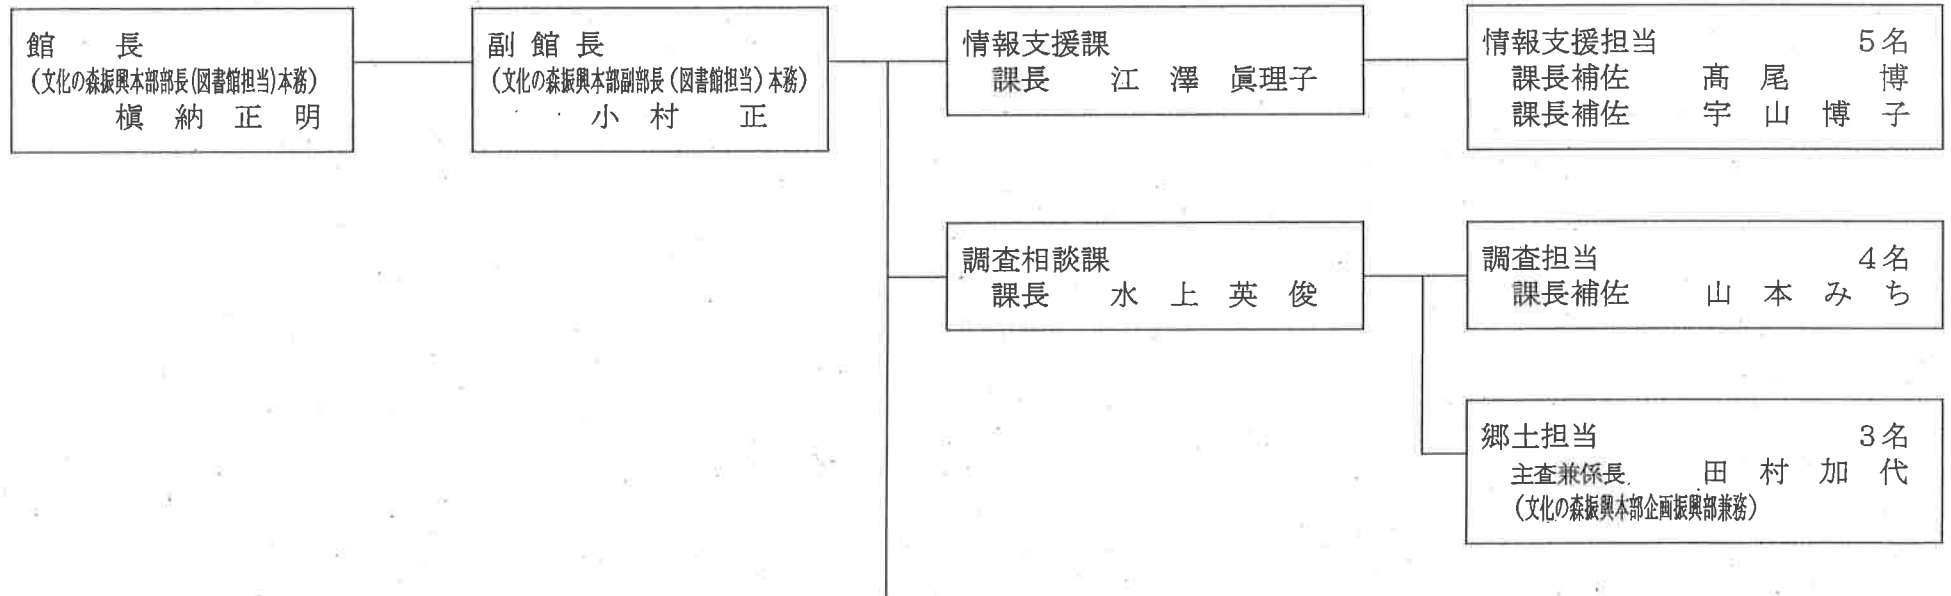 館長
(文化の森振興本部部長(図書館担当)本務)
槇納正明
副館長
(文化の森振興本部副部長(図書館担当)本務)
小村正
情報支援課
課長 江澤眞理子
情報支援担当 5名
課長補佐 髙尾博
課長補佐 宇山博子
調査相談課
課長 水上英俊
調査担当 4名
課長補佐 山本みち
郷土担当 3名
主査兼係長 田村加代
(文化の森振興本部企画振興部兼務)